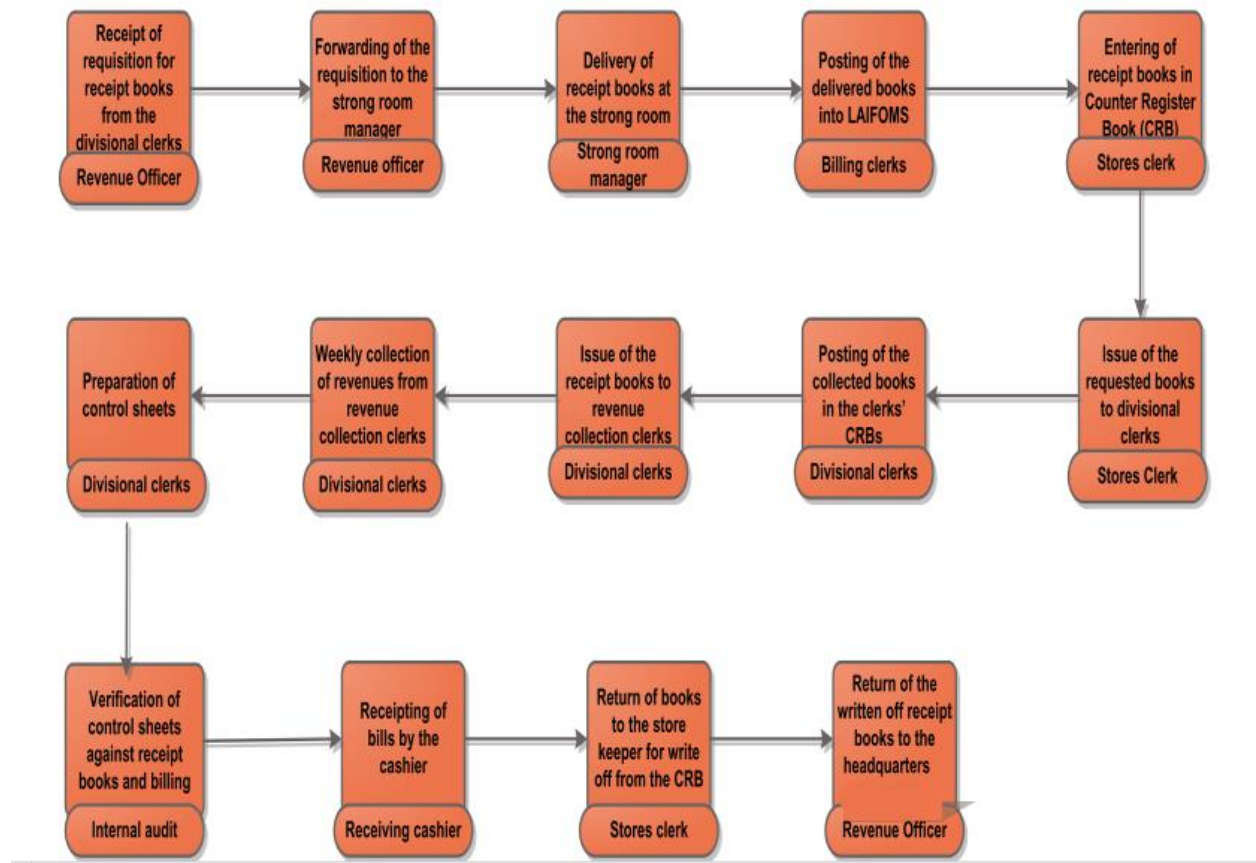 Receipt of
requisition for
receipt books
from the
divisional clerks
Revenue Officer
Forwarding of the
requisition to the
strong room
manager
Revenue officer
Delivery of
receipt books at
the strong room
Strong room
manager
Posting of the
delivered books
into LAIFOMS
Billing clerks
Entering of
receipt books in
Counter Register
Book (CRB)
Stores clerk
Issue of the
requested books
to divisional
clerks
Stores Clerk
Posting of the
collected books
in the clerks'
CRBs
Divisional clerks
Issue of the
receipt books to
revenue
collection clerks
Divisional clerks
Weekly collection
of revenues from
revenue
collection clerks
Divisional clerks
Preparation of
control sheets
Divisional clerks
Verification of
control sheets
against receipt
books and billing
Internal audit
Receipting of
bills by the
cashier
Receiving cashier
Return of books
to the store
keeper for write
off from the CRB
Stores clerk
Return of the
written off receipt
books to the
headquarters
Revenue Officer